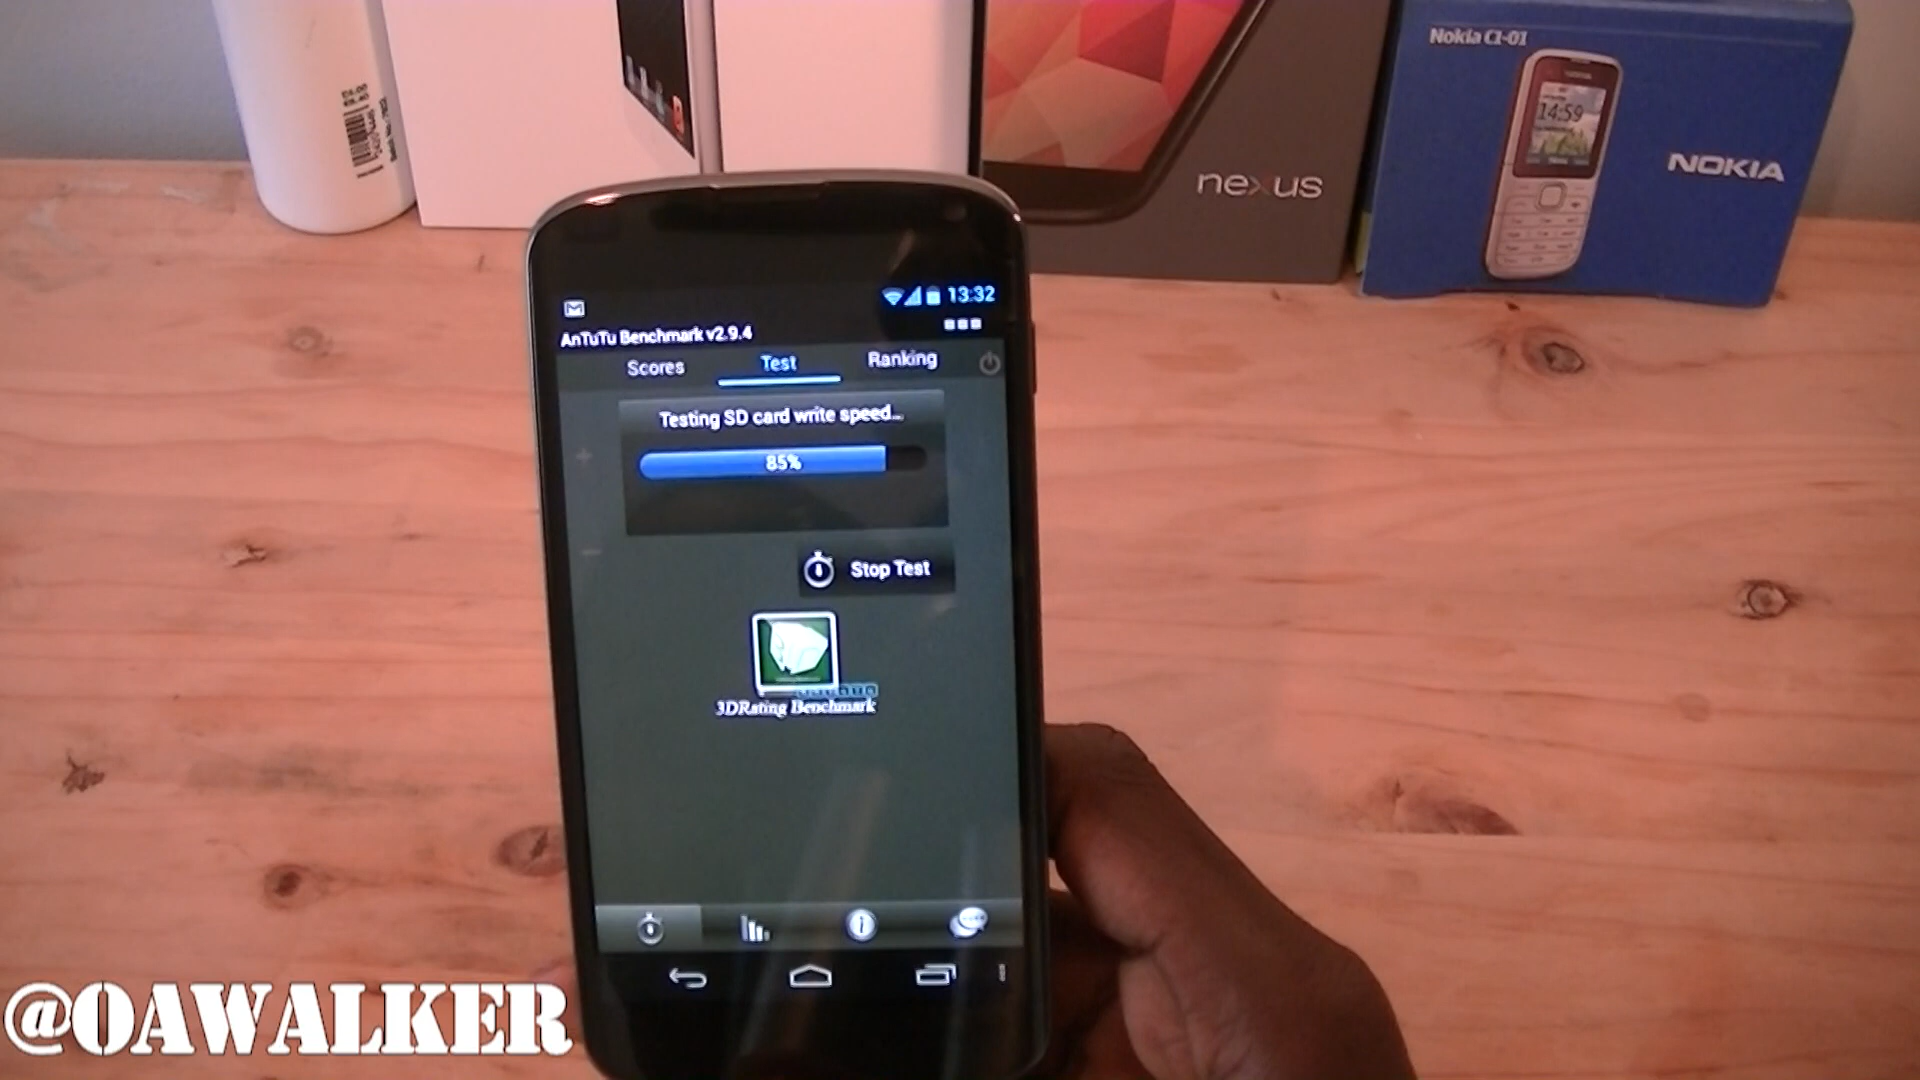 Nokia C1-01
NOKIA
14:59
NOKIA
nexus
13:32
AnTuTu Benchmark v2.9.4
Scores
Test
Ranking
Testing SD card write speed...
85%
Stop Test
3DRating Benchmark
@OAWALKER